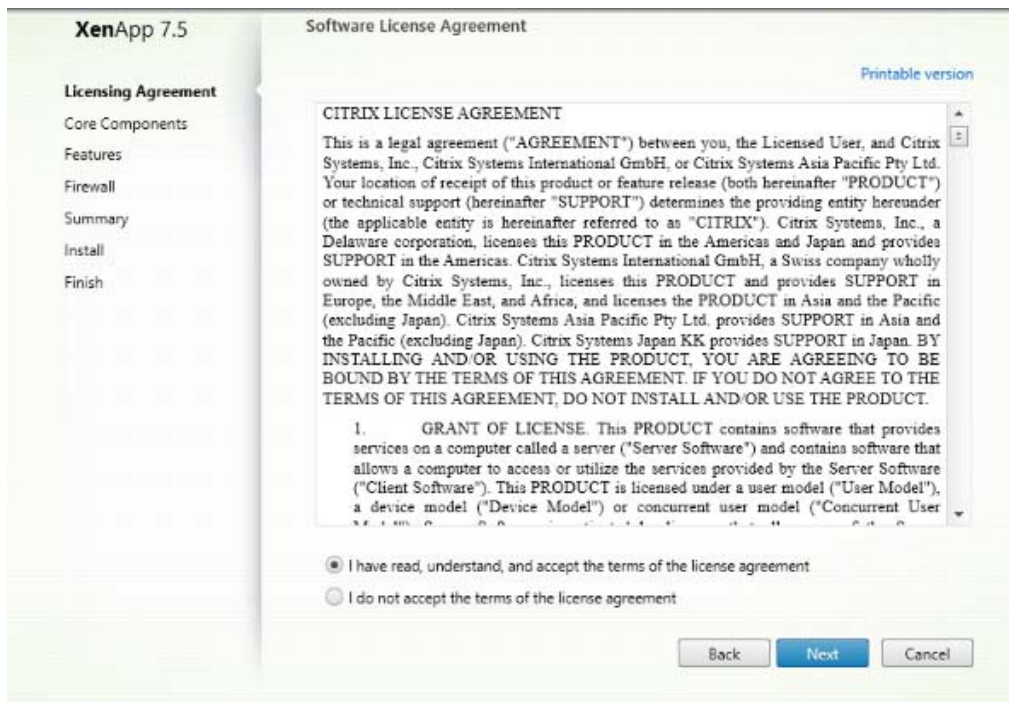 XenApp 7.5
Licensing Agreement
Core Components
Features
Firewall
Summary
Install
Finish
Software License Agreement
Printable version
CITRIX LICENSE AGREEMENT
This is a legal agreement ("AGREEMENT") between you, the Licensed User, and Citrix
Systems, Inc., Citrix Systems International GmbH, or Citrix Systems Asia Pacific Pty Ltd.
Your location of receipt of this product or feature release (both hereinafter "PRODUCT")
or technical support (hereinafter "SUPPORT") determines the providing entity hereunder
(the applicable entity is hereinafter referred to as "CITRIX"). Citrix Systems, Inc., a
Delaware corporation, licenses this PRODUCT in the Americas and Japan and provides
SUPPORT in the Americas. Citrix Systems International GmbH, a Swiss company wholly
owned by Citrix Systems, Inc., licenses this PRODUCT and provides SUPPORT in
Europe, the Middle East, and Africa, and licenses the PRODUCT in Asia and the Pacific
(excluding Japan). Citrix Systems Asia Pacific Pty Ltd. provides SUPPORT in Asia and
the Pacific (excluding Japan). Citrix Systems Japan KK provides SUPPORT in Japan. BY
INSTALLING AND/OR USING THE PRODUCT, YOU ARE AGREEING TO BE
BOUND BY THE TERMS OF THIS AGREEMENT. IF YOU DO NOT AGREE TO THE
TERMS OF THIS AGREEMENT, DO NOT INSTALL AND/OR USE THE PRODUCT.
1. GRANT OF LICENSE. This PRODUCT contains software that provides
services on a computer called a server ("Server Software") and contains software that
allows a computer to access or utilize the services provided by the Server Software
("Client Software"). This PRODUCT is licensed under a user model ("User Model"),
a device model ("Device Model") or concurrent user model ("Concurrent User
I have read, understand, and accept the terms of the license agreement
I do not accept the terms of the license agreement
Back
Next
Cancel